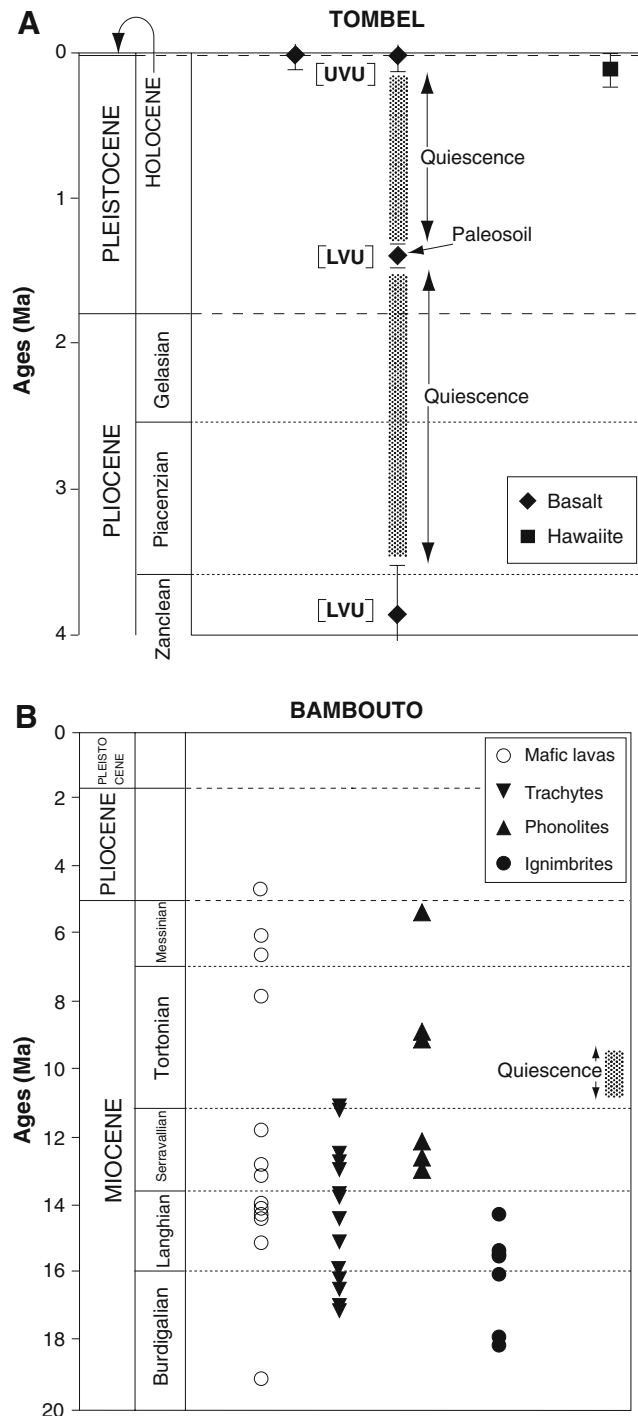 A
TOMBEL
0
1
2
3
4
Ages (Ma)
PLEISTOCENE
HOLOCENE
PLIOCENE
Gelasian
Piacenzian
Zanclean
[UVU]
Quiescence
Paleosoil
[LVU]
Quiescence
[LVU]
Basalt
Hawaiite
B
BAMBOUTO
0
2
4
6
8
10
12
14
16
18
20
Ages (Ma)
PLEISTO
CENE
PLIOCENE
MIOCENE
Messinian
Tortonian
Serravallian
Langhian
Burdigalian
Mafic lavas
Trachytes
Phonolites
Ignimbrites
Quiescence